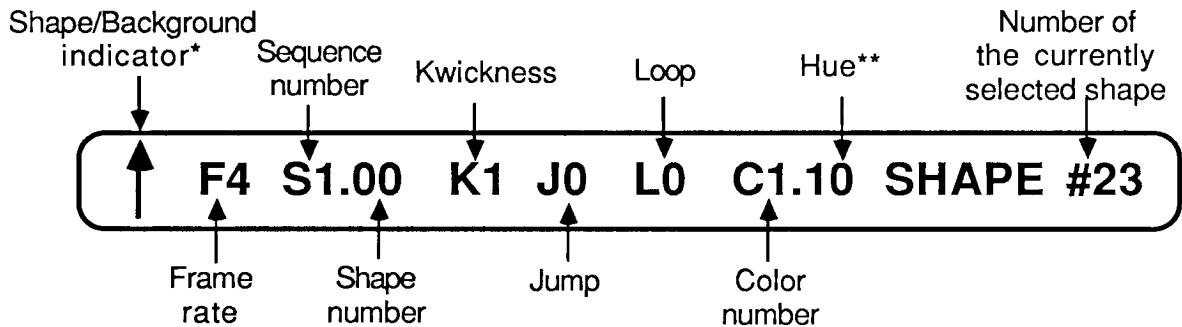 Shape/Background
indicator*
Sequence
number
Kwickness
Loop
Hue**
Number of
the currently
selected shape
F4 S1.00 K1 J0 L0 C1.10 SHAPE #23
Frame
rate
Shape
number
Jump
Color
number